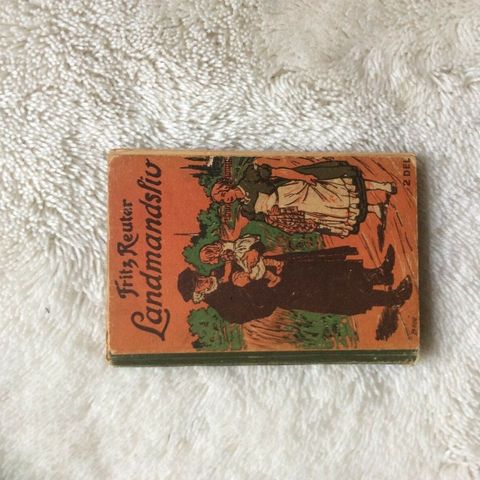 Fritz Reuter
Landmandsliv
2 DEL